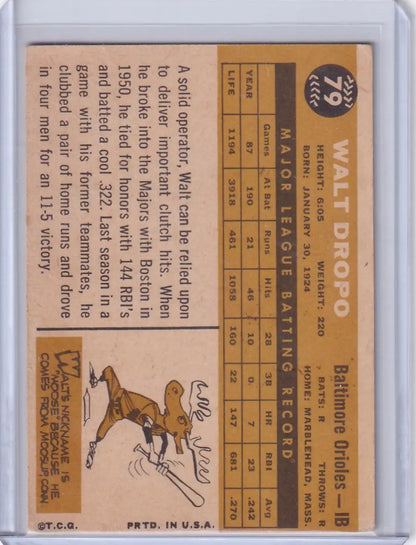 79
WALT DROPO
Baltimore Orioles—IB
HEIGHT: 6:05 WEIGHT: 220 BATS: R THROWS: R
BORN: JANUARY 30, 1924 HOME: MARBLEHEAD, MASS.
MAJOR LEAGUE BATTING RECORD
Games At Bat Runs Hits 2B 3B HR RBI Avg
YEAR 87 190 21 46 10 0 7 23 .242
LIFE 1194 3918 461 1058 160 22 147 681 .270
A solid operator, Walt can be relied upon
to deliver important clutch hits. When
he broke into the Majors with Boston in
1950, he tied for honors with 144 RBI's
and batted a cool .322. Last season in a
game with his former teammates, he
clubbed a pair of home runs and drove
in four men for an 11-5 victory.
WALT'S NICKNAME IS
"MOOSE" BECAUSE HE
COMES FROM MOOSUP CONN
©T.C.G. PRTD. IN U.S.A.